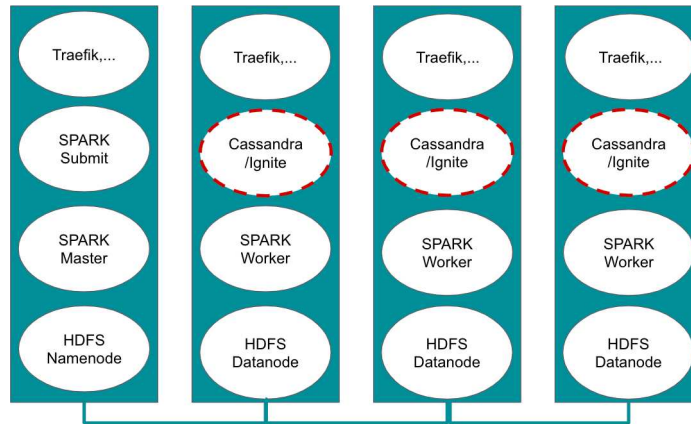 Traefik,...
SPARK
Submit
SPARK
Master
HDFS
Namenode
Traefik,...
Cassandra
/Ignite
SPARK
Worker
HDFS
Datanode
Traefik,...
Cassandra
/Ignite
SPARK
Worker
HDFS
Datanode
Traefik,...
Cassandra
/Ignite
SPARK
Worker
HDFS
Datanode